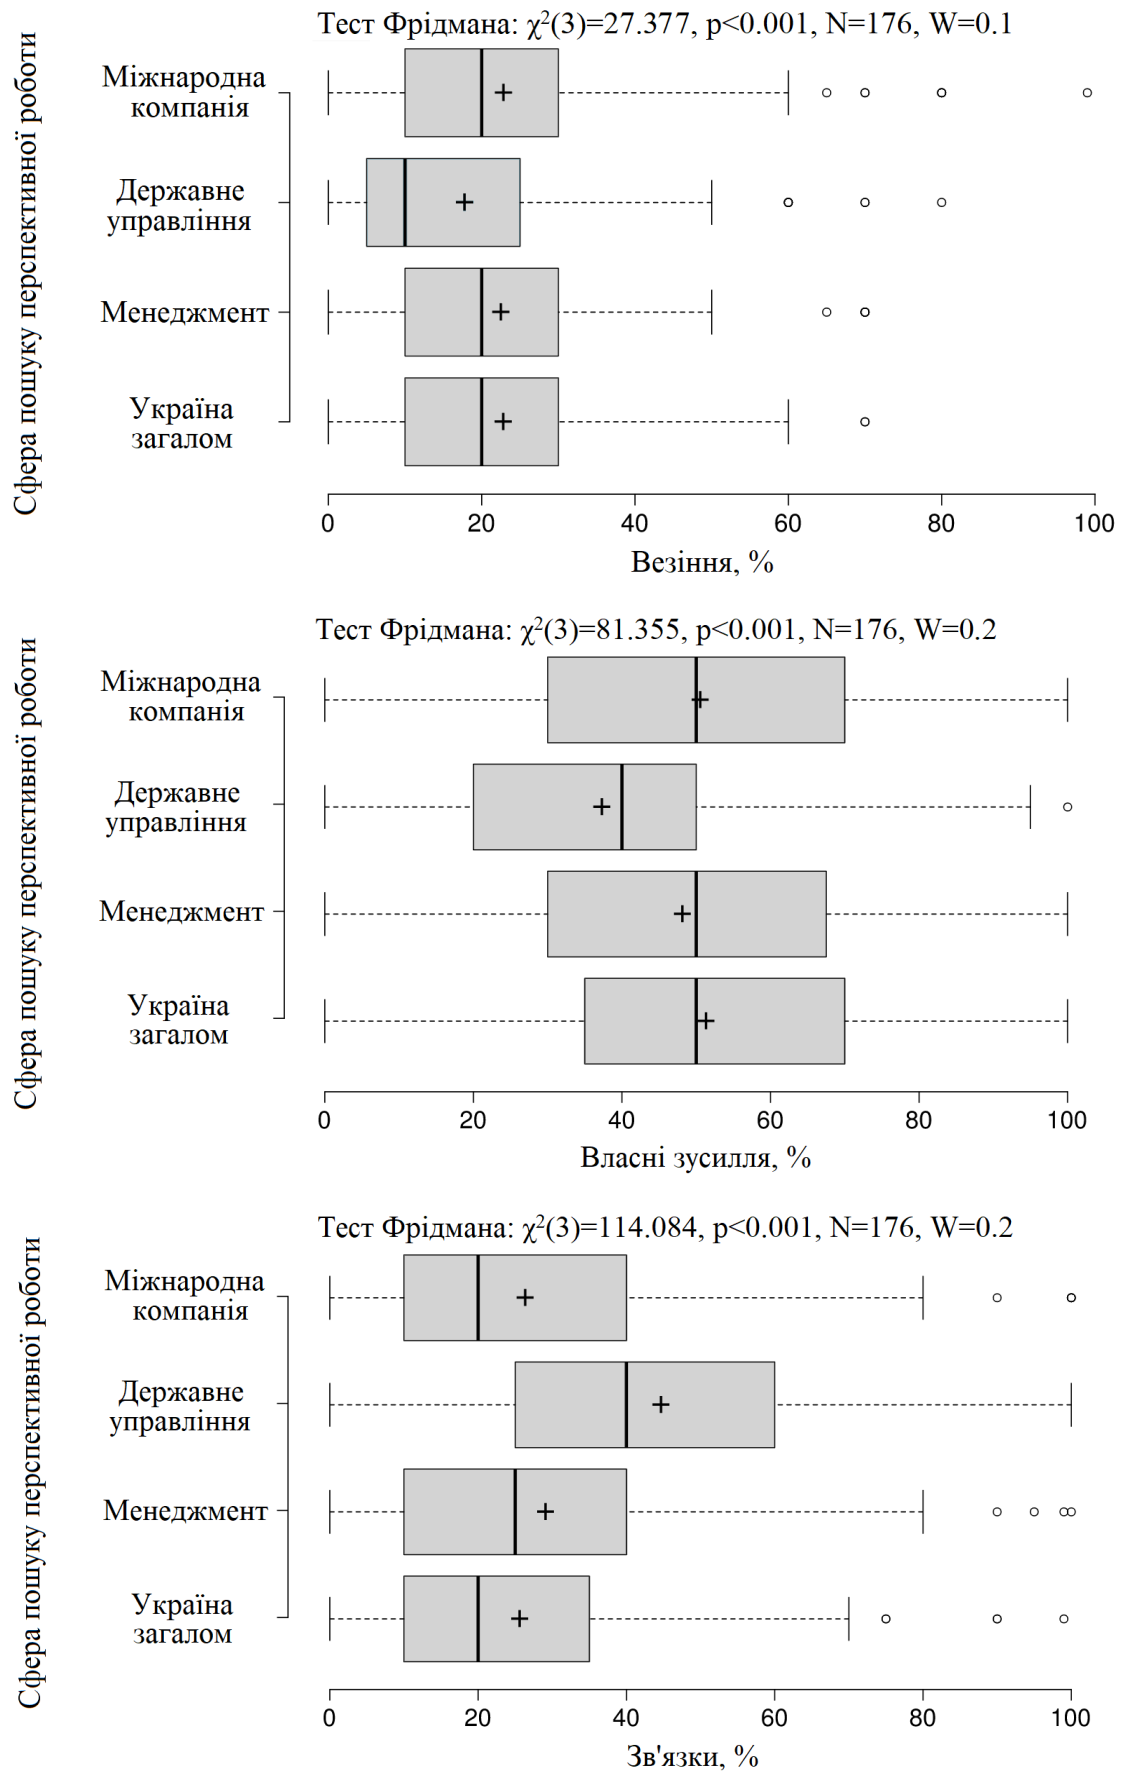 Тест Фрідмана: χ²(3)=27.377, p<0.001, N=176, W=0.1
Сфера пошуку перспективної роботи
Міжнародна
компанія
Державне
управління
Менеджмент
Україна
загалом
0 20 40 60 80 100
Везіння, %
Тест Фрідмана: χ²(3)=81.355, p<0.001, N=176, W=0.2
Сфера пошуку перспективної роботи
Міжнародна
компанія
Державне
управління
Менеджмент
Україна
загалом
0 20 40 60 80 100
Власні зусилля, %
Тест Фрідмана: χ²(3)=114.084, p<0.001, N=176, W=0.2
Сфера пошуку перспективної роботи
Міжнародна
компанія
Державне
управління
Менеджмент
Україна
загалом
0 20 40 60 80 100
Зв'язки, %